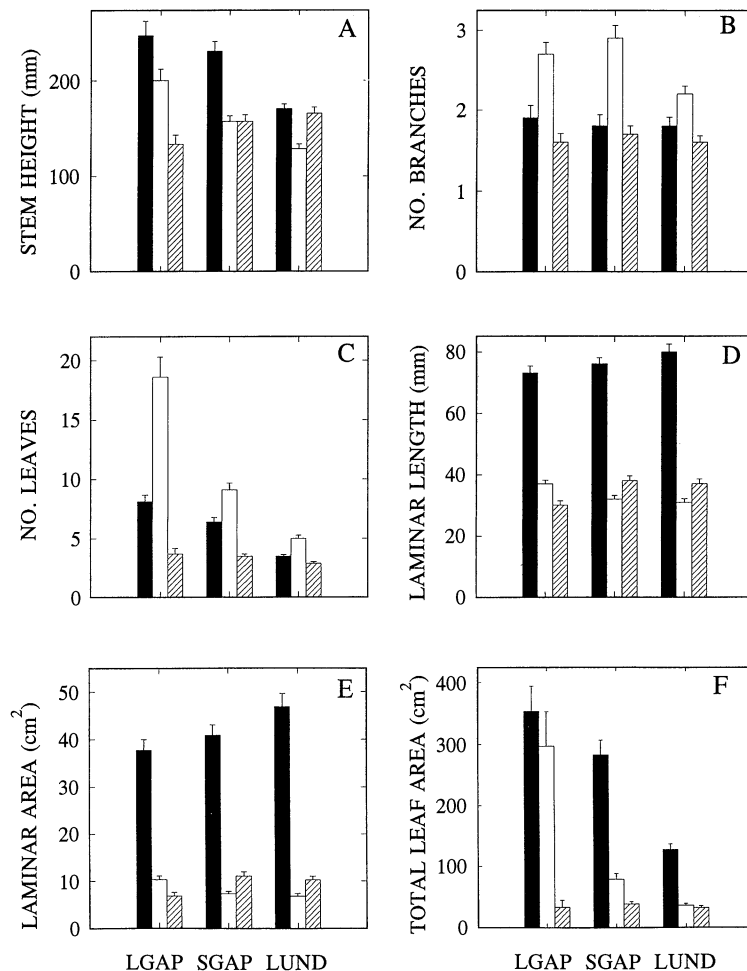 A
STEM HEIGHT (mm)
200
100
0
B
NO. BRANCHES
3
2
1
0
C
NO. LEAVES
20
15
10
5
0
D
LAMINAR LENGTH (mm)
80
60
40
20
0
E
LAMINAR AREA (cm²)
50
40
30
20
10
0
LGAP SGAP LUND
F
TOTAL LEAF AREA (cm²)
400
300
200
100
0
LGAP SGAP LUND